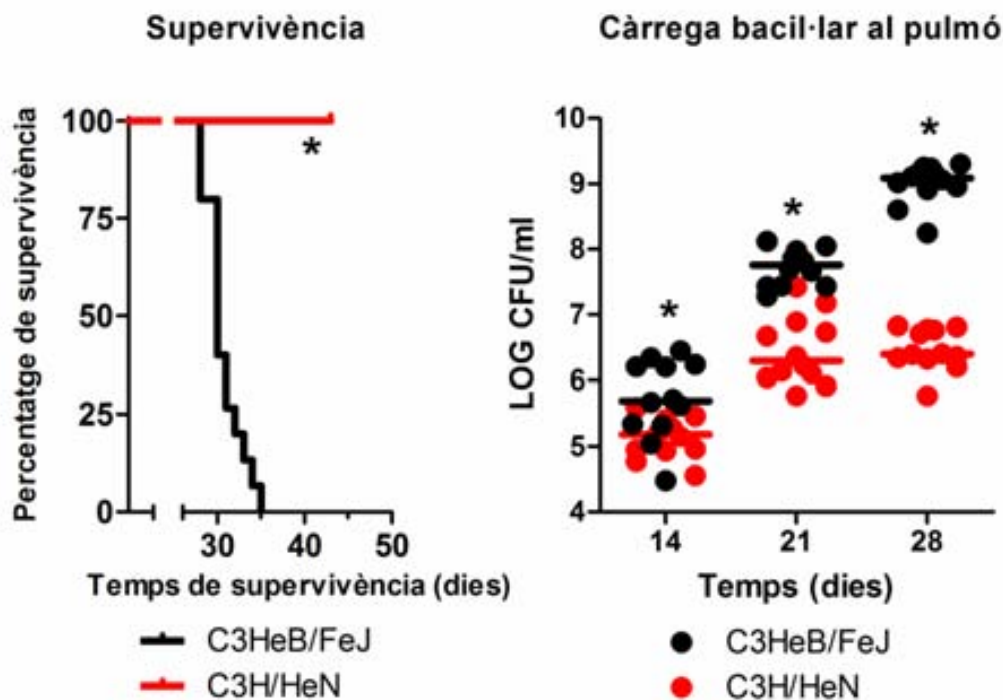 Supervivència
Percentatge de supervivència
100
75
50
25
0
*
30
40
50
Temps de supervivència (dies)
C3HeB/FeJ
C3H/HeN
Càrrega bacil·lar al pulmó
LOG CFU/ml
10
9
8
7
6
5
4
*
*
*
14
21
28
Temps (dies)
C3HeB/FeJ
C3H/HeN